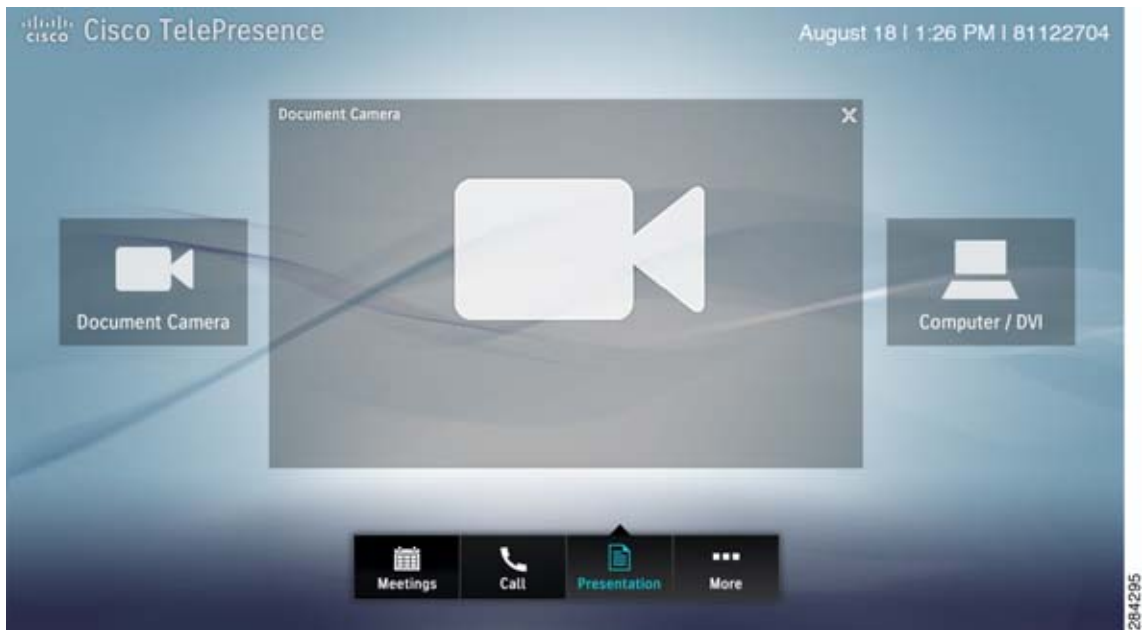 cisco Cisco TelePresence
August 18 | 1:26 PM | 81122704
Document Camera
Document Camera
Computer / DVI
Meetings
Call
Presentation
More
284295